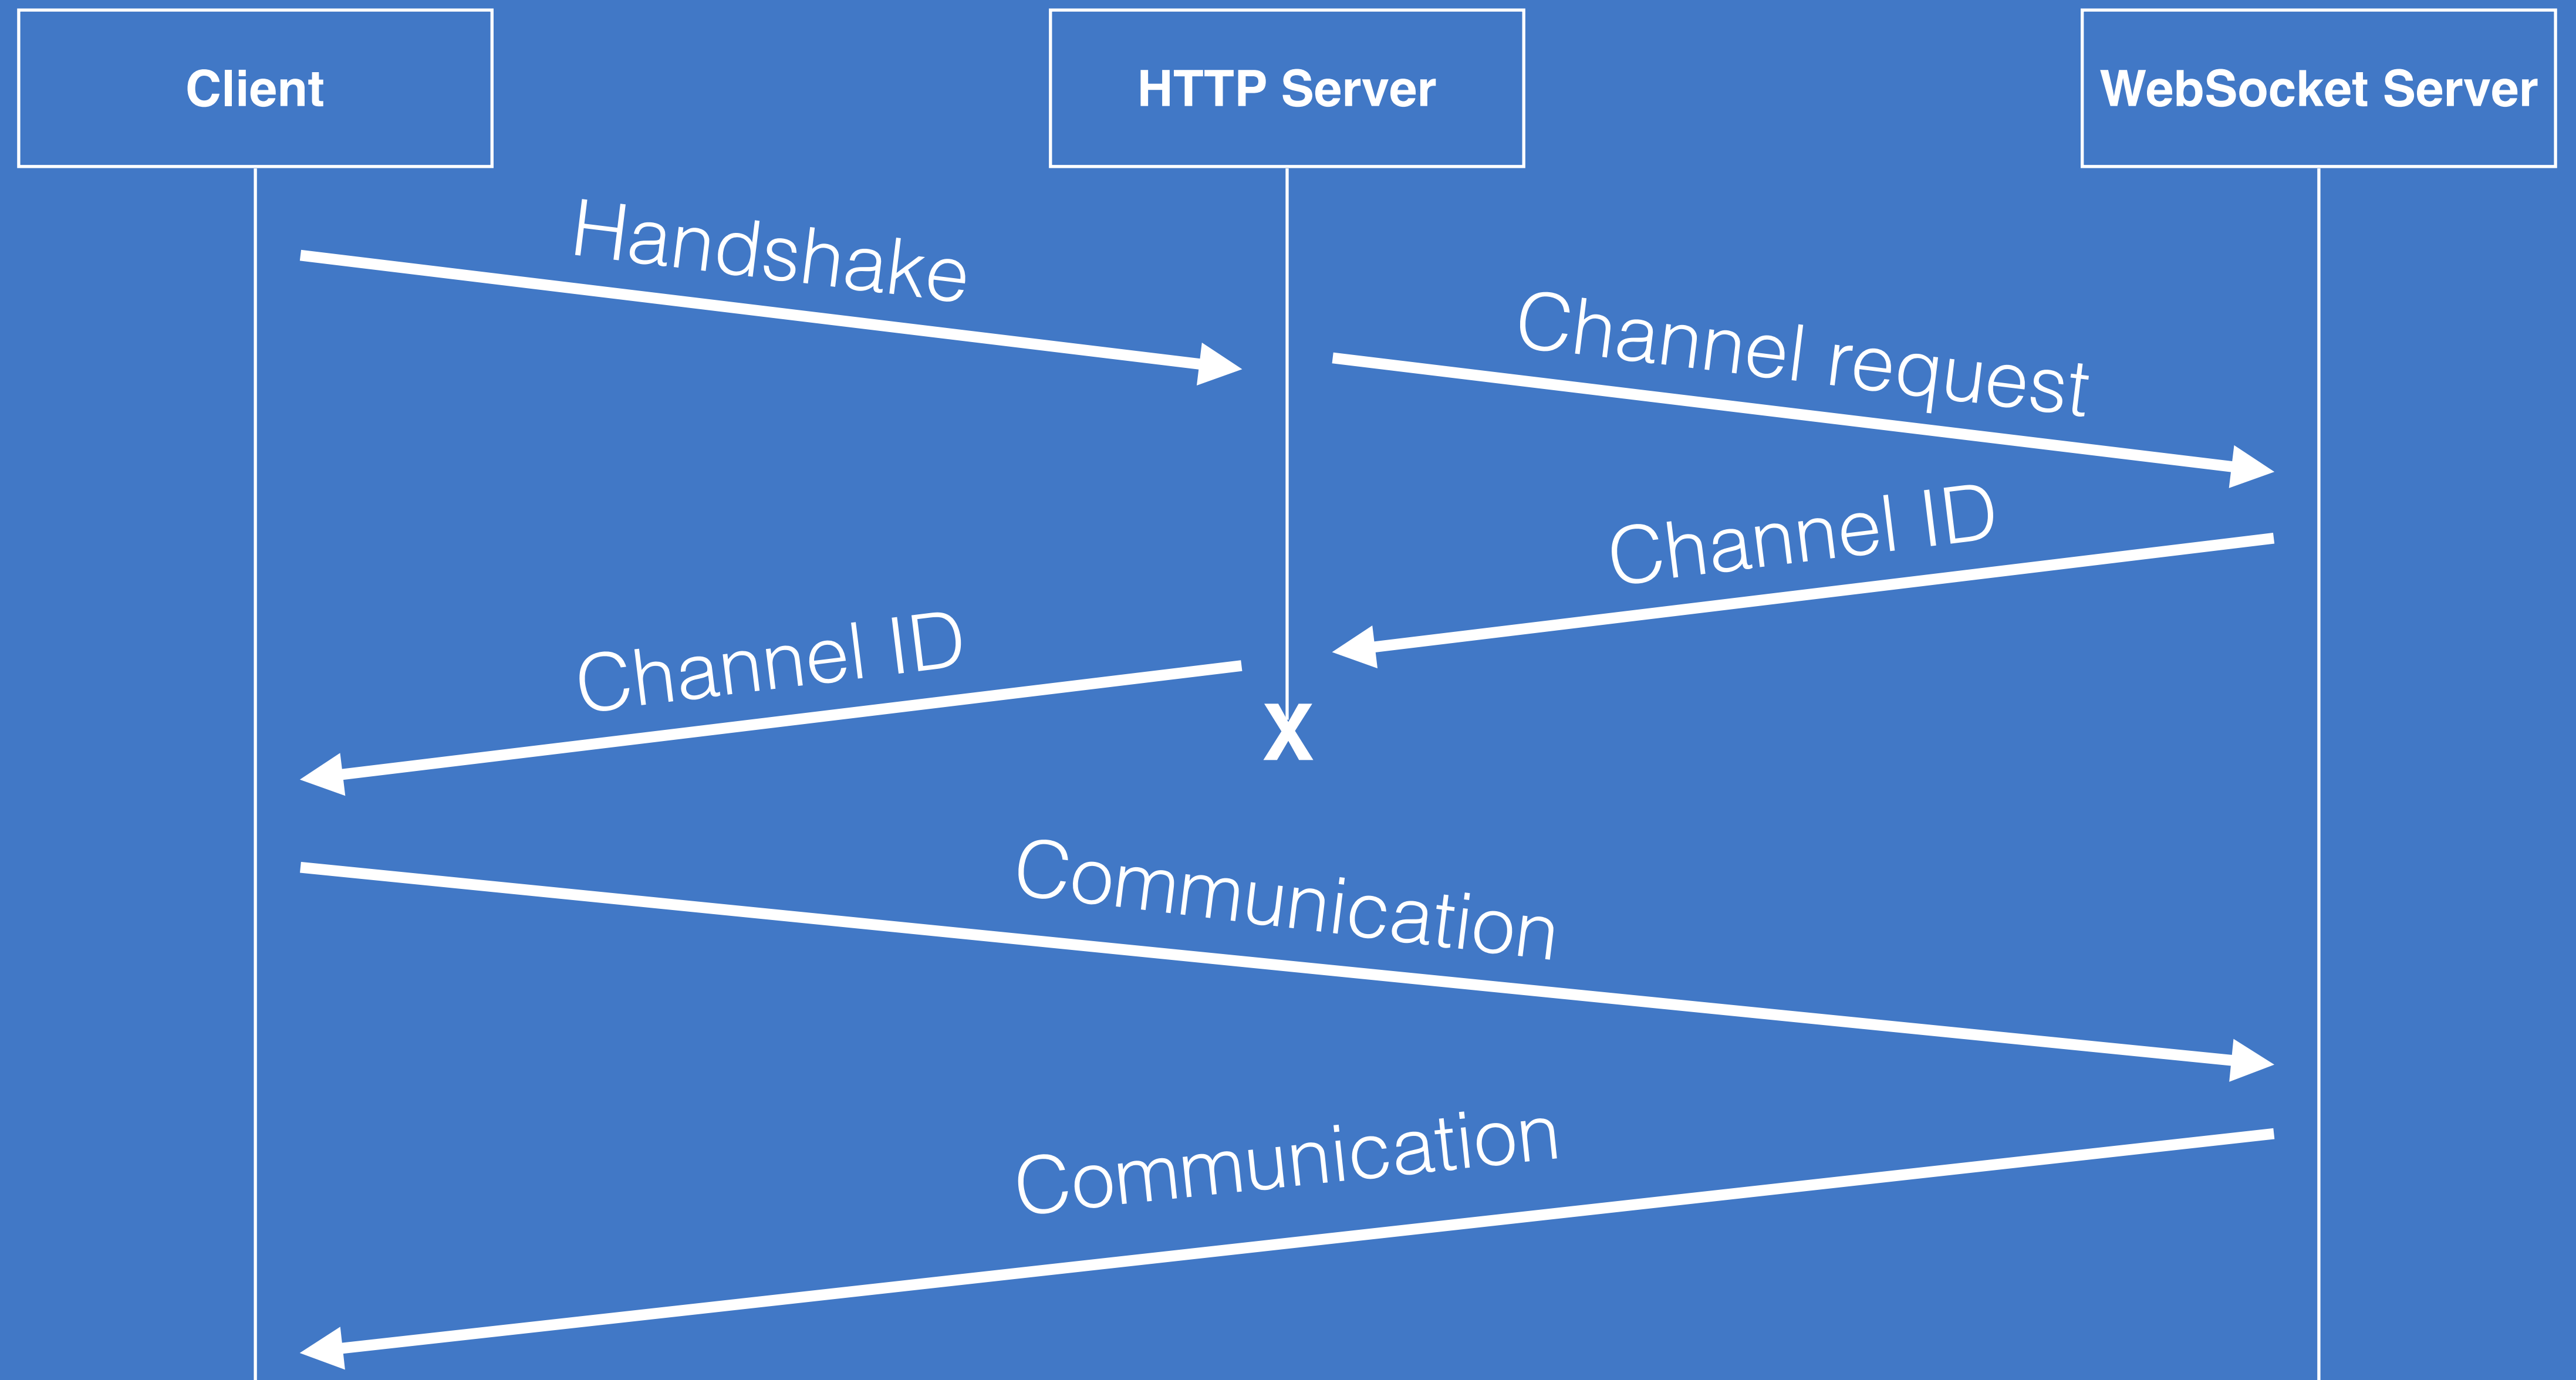 Client
HTTP Server
WebSocket Server
Handshake
Channel request
Channel ID
Channel ID
X
Communication
Communication